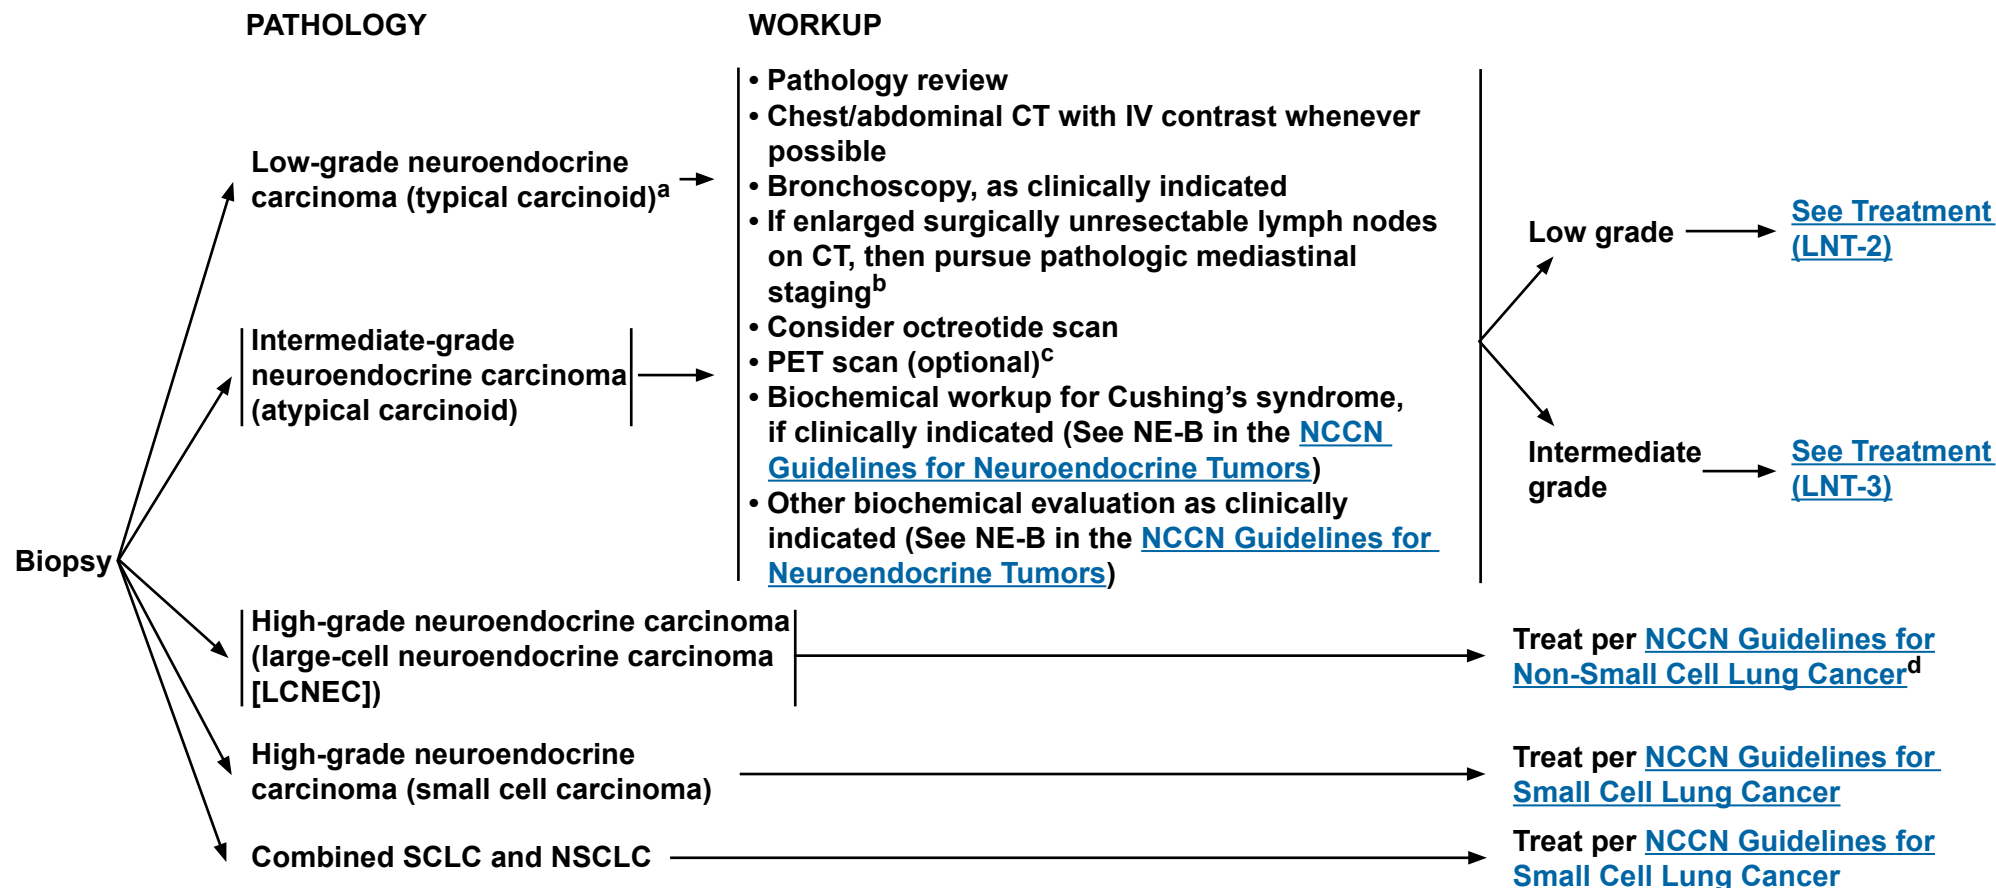 PATHOLOGY
WORKUP
Low-grade neuroendocrine
carcinoma (typical carcinoid)a
Intermediate-grade
neuroendocrine carcinoma
(atypical carcinoid)
• Pathology review
• Chest/abdominal CT with IV contrast whenever
possible
• Bronchoscopy, as clinically indicated
• If enlarged surgically unresectable lymph nodes
on CT, then pursue pathologic mediastinal
stagingb
• Consider octreotide scan
• PET scan (optional)c
• Biochemical workup for Cushing's syndrome,
if clinically indicated (See NE-B in the NCCN
Guidelines for Neuroendocrine Tumors)
• Other biochemical evaluation as clinically
indicated (See NE-B in the NCCN Guidelines for
Neuroendocrine Tumors)
Low grade
See Treatment
(LNT-2)
Intermediate
grade
See Treatment
(LNT-3)
Biopsy
High-grade neuroendocrine carcinoma
(large-cell neuroendocrine carcinoma
[LCNEC])
Treat per NCCN Guidelines for
Non-Small Cell Lung Cancerd
High-grade neuroendocrine
carcinoma (small cell carcinoma)
Treat per NCCN Guidelines for
Small Cell Lung Cancer
Combined SCLC and NSCLC
Treat per NCCN Guidelines for
Small Cell Lung Cancer